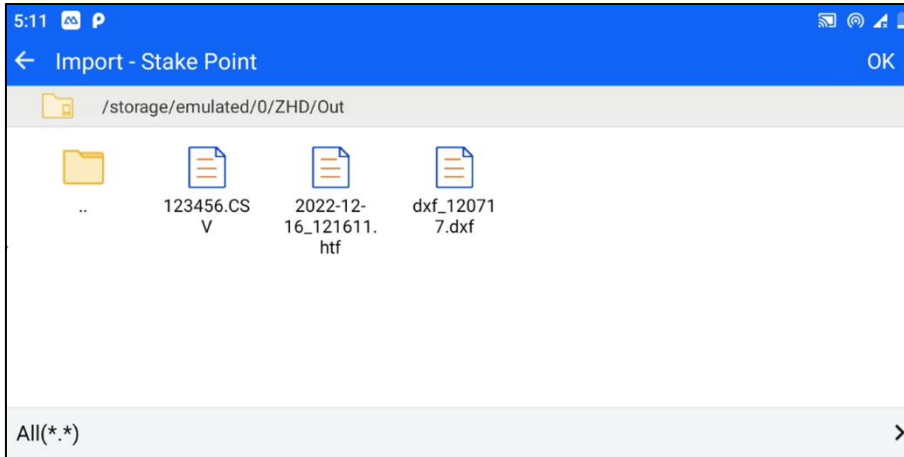 5:11
Import - Stake Point
OK
/storage/emulated/0/ZHD/Out
..
123456.CS
V
2022-12-
16_121611.
htf
dxf_12071
7.dxf
All(*.*)